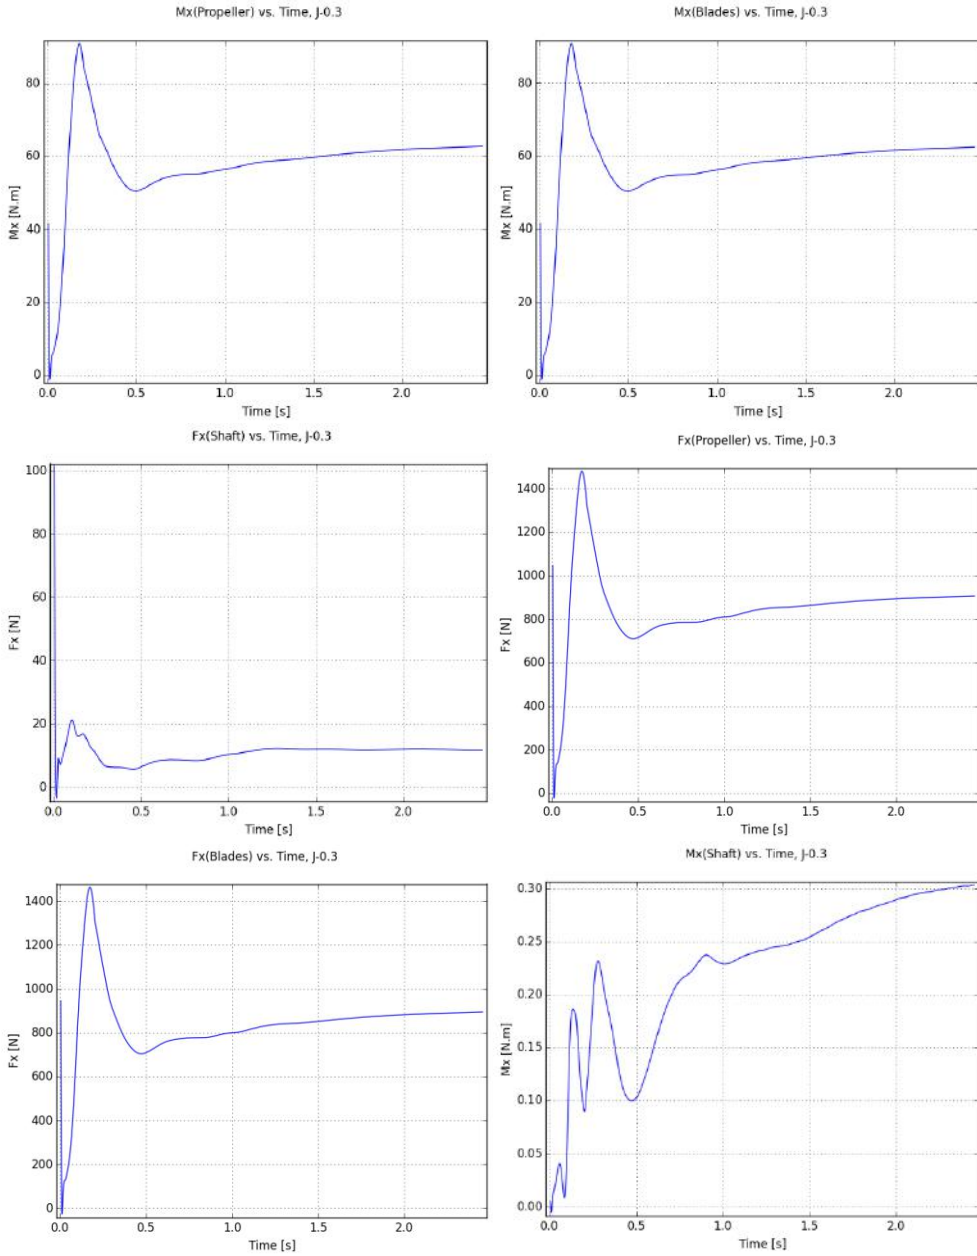 Mx(Propeller) vs. Time, J-0.3
Mx [N.m]
80
60
40
20
0
0.0 0.5 1.0 1.5 2.0
Time [s]
Mx(Blades) vs. Time, J-0.3
Mx [N.m]
80
60
40
20
0
0.0 0.5 1.0 1.5 2.0
Time [s]
Fx(Shaft) vs. Time, J-0.3
Fx [N]
100
80
60
40
20
0
0.0 0.5 1.0 1.5 2.0
Time [s]
Fx(Propeller) vs. Time, J-0.3
Fx [N]
1400
1200
1000
800
600
400
200
0
0.0 0.5 1.0 1.5 2.0
Time [s]
Fx(Blades) vs. Time, J-0.3
Fx [N]
1400
1200
1000
800
600
400
200
0
0.0 0.5 1.0 1.5 2.0
Time [s]
Mx(Shaft) vs. Time, J-0.3
Mx [N.m]
0.30
0.25
0.20
0.15
0.10
0.05
0.00
0.0 0.5 1.0 1.5 2.0
Time [s]